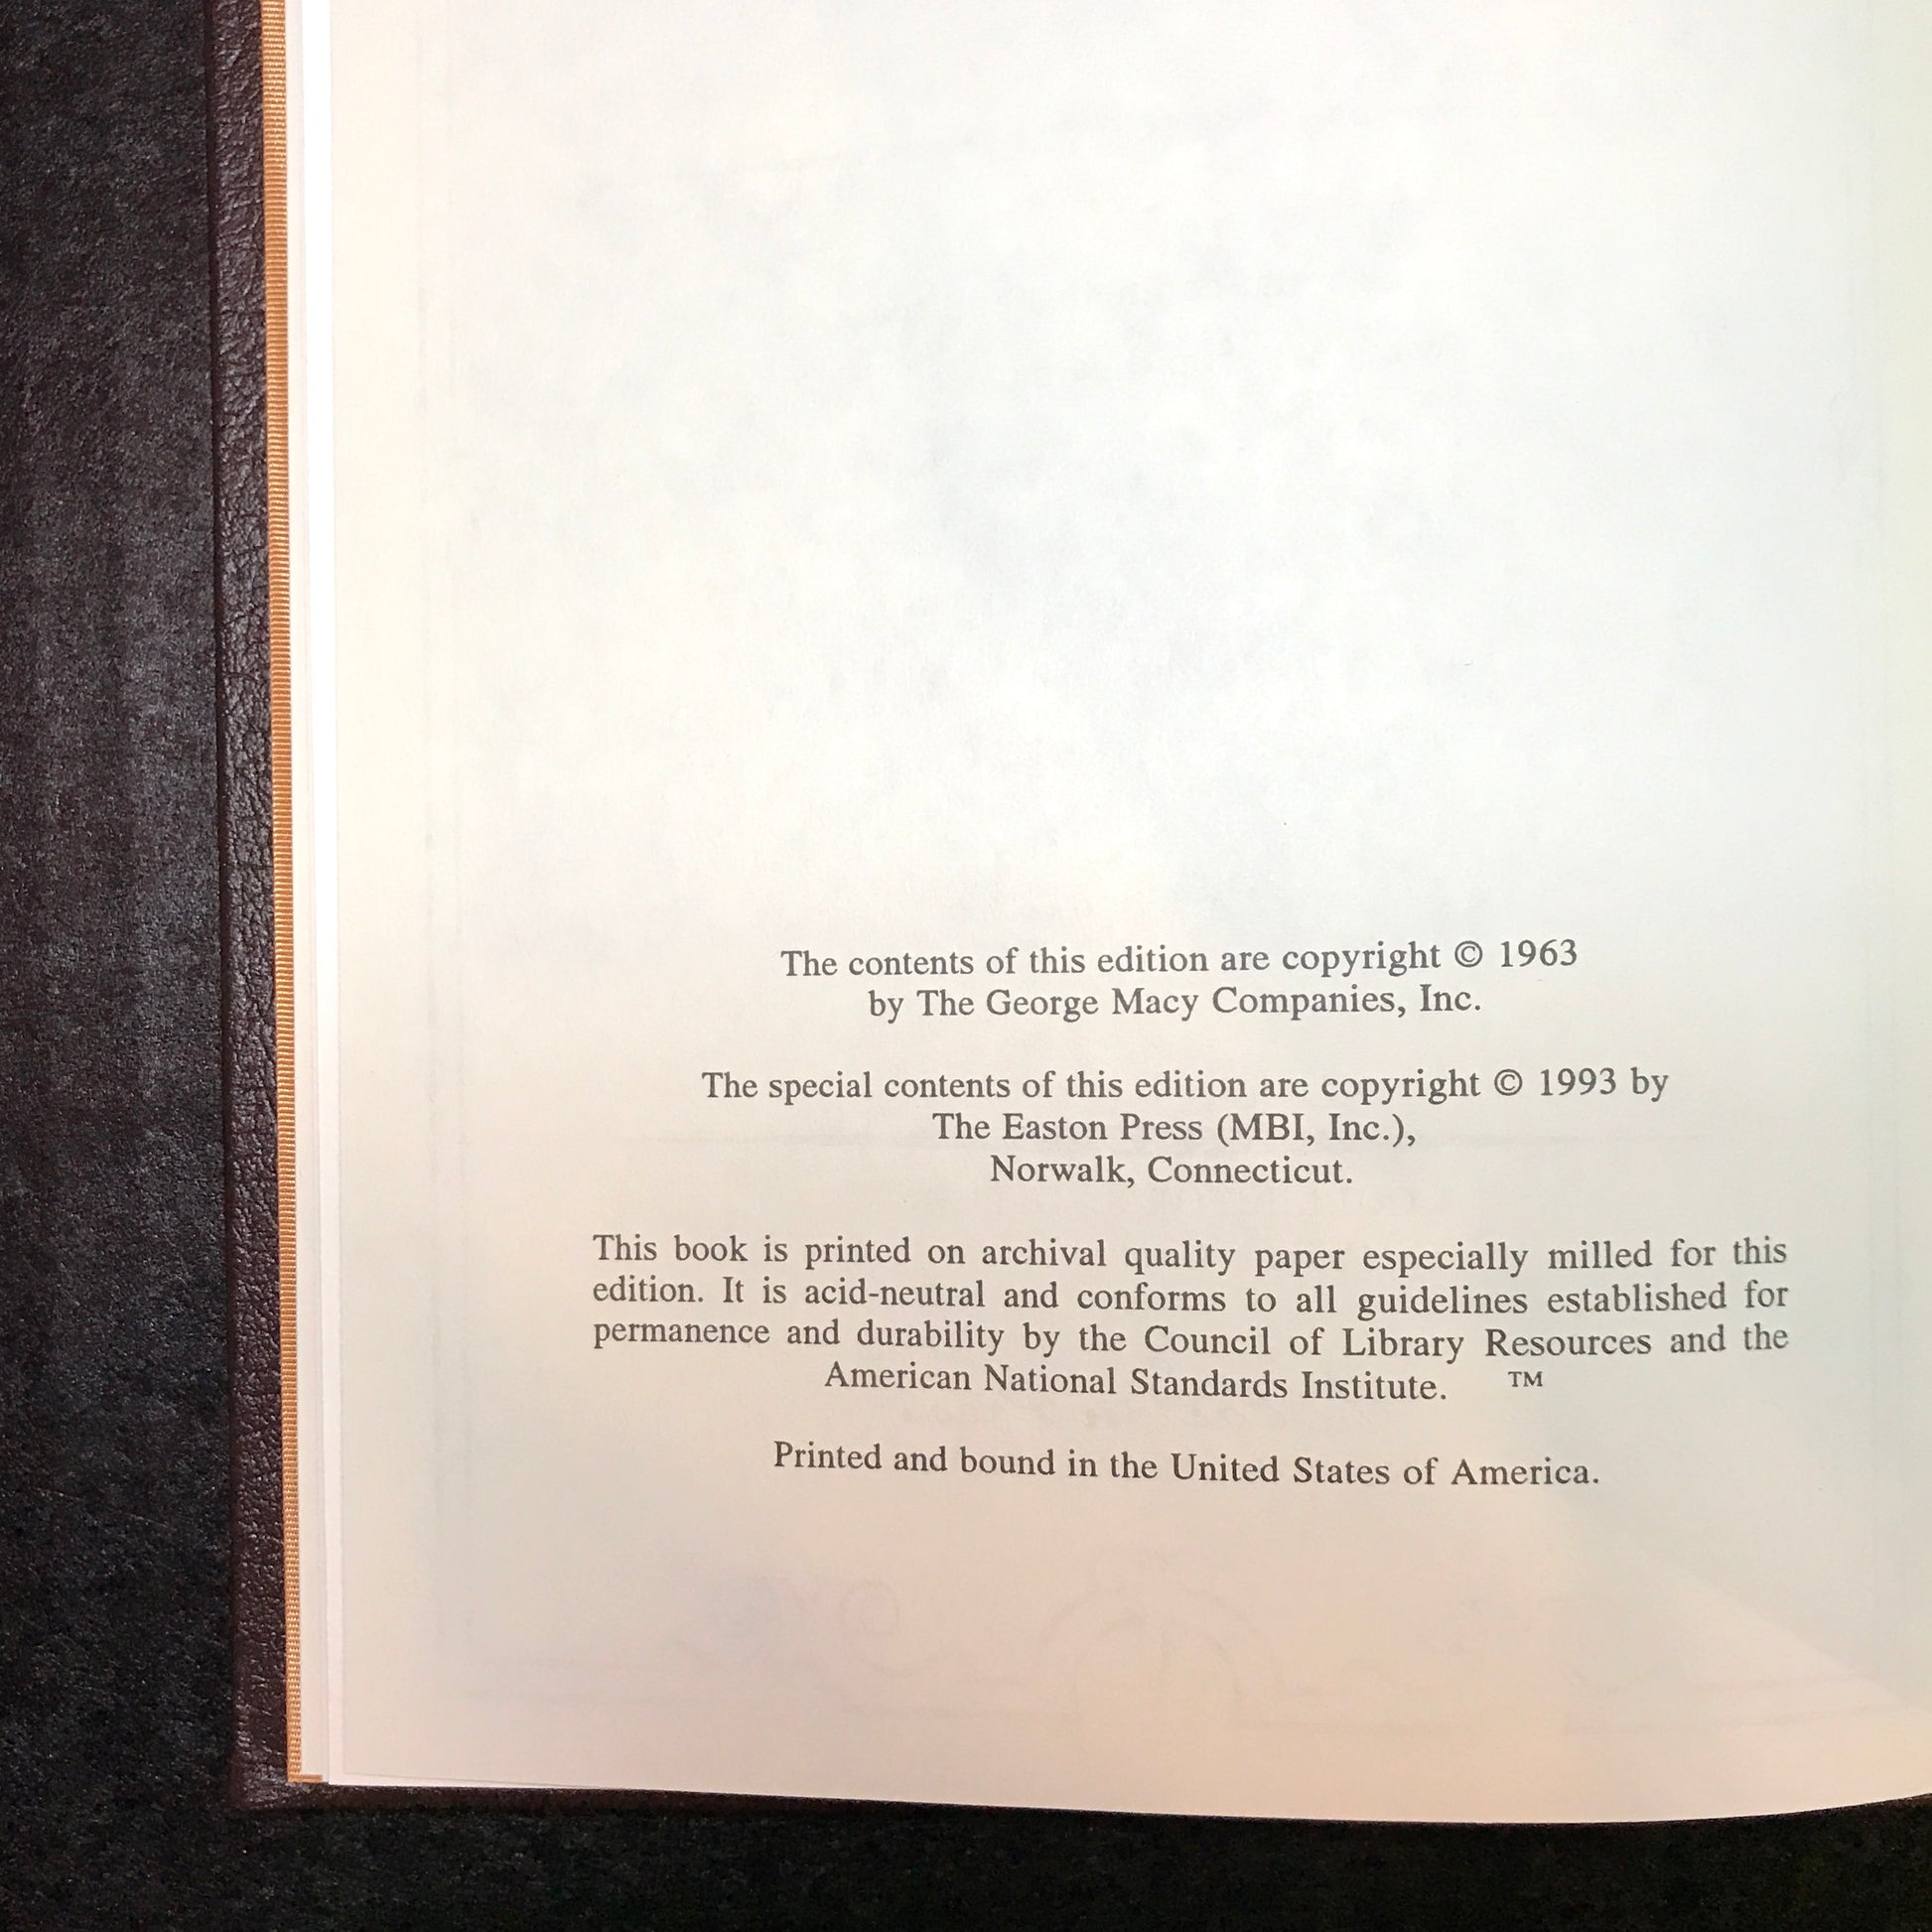 The contents of this edition are copyright © 1963
by The George Macy Companies, Inc.
The special contents of this edition are copyright © 1993 by
The Easton Press (MBI, Inc.),
Norwalk, Connecticut.
This book is printed on archival quality paper especially milled for this
edition. It is acid-neutral and conforms to all guidelines established for
permanence and durability by the Council of Library Resources and the
American National Standards Institute. ™
Printed and bound in the United States of America.